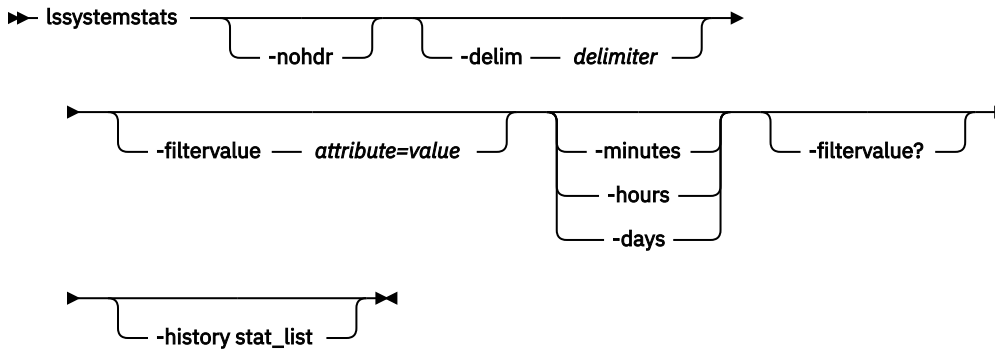 lssystemstats
-nohdr -delim delimiter
-filtervalue attribute=value -minutes -filtervalue?
-hours
-days
-history stat_list